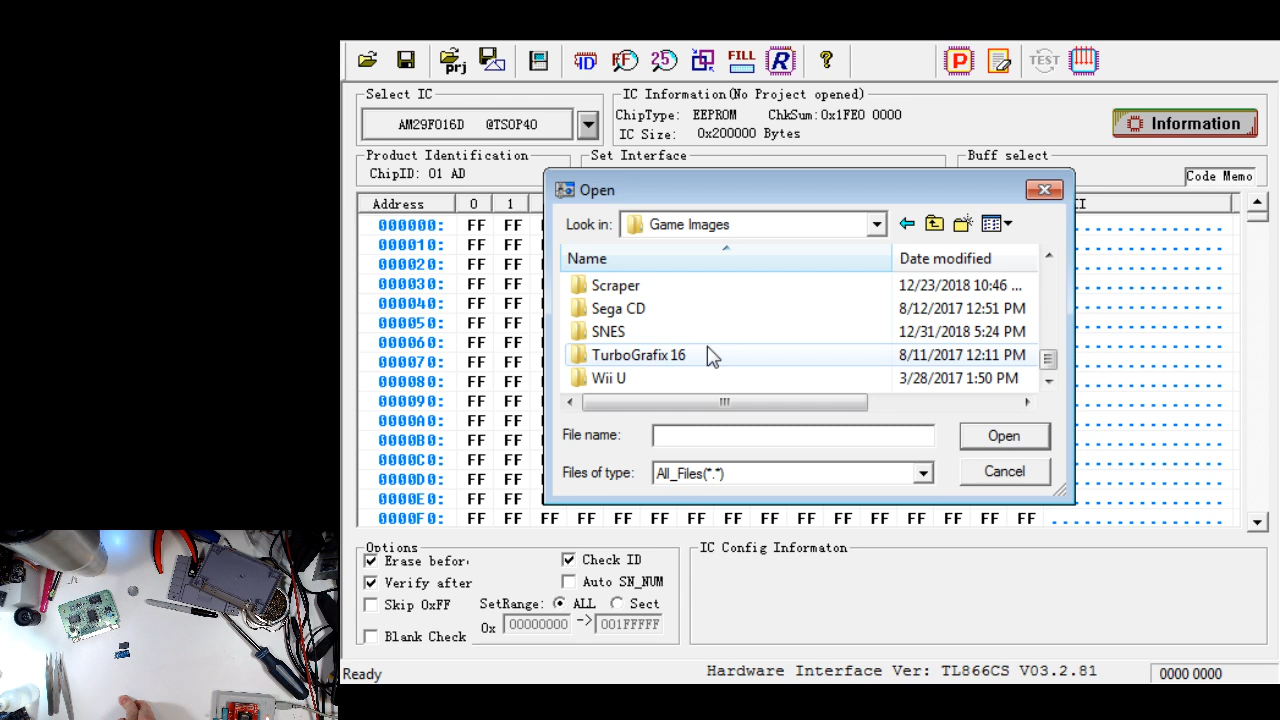 prj
ID
FF
25
FILL
R
?
P
TEST
Select IC
AM29F016D @TSOP40
IC Information(No Project opened)
ChipType: EEPROM ChkSum:0x1FE0 0000
IC Size: 0x200000 Bytes
Information
Product Identification
ChipID: 01 AD
Set Interface
Buff select
Code Memo
Address 0 1
000000: FF FF
000010: FF FF
000020: FF FF
000030: FF FF
000040: FF FF
000050: FF FF
000060: FF FF
000070: FF FF
000080: FF FF
000090: FF FF
0000A0: FF FF
0000B0: FF FF
0000C0: FF FF
0000D0: FF FF
0000E0: FF FF
0000F0: FF FF FF FF FF FF FF FF FF FF FF FF FF FF FF FF
Open
Look in: Game Images
Name Date modified
Scraper 12/23/2018 10:46 ...
Sega CD 8/12/2017 12:51 PM
SNES 12/31/2018 5:24 PM
TurboGrafix 16 8/11/2017 12:11 PM
Wii U 3/28/2017 1:50 PM
File name:
Open
Files of type: All_Files(*.*)
Cancel
Options
Erase befor
Check ID
Verify after
Auto SN_NUM
Skip 0xFF
SetRange: ALL Sect
0x 00000000 -> 001FFFFF
Blank Check
IC Config Informaton
Ready
Hardware Interface Ver: TL866CS V03.2.81
0000 0000